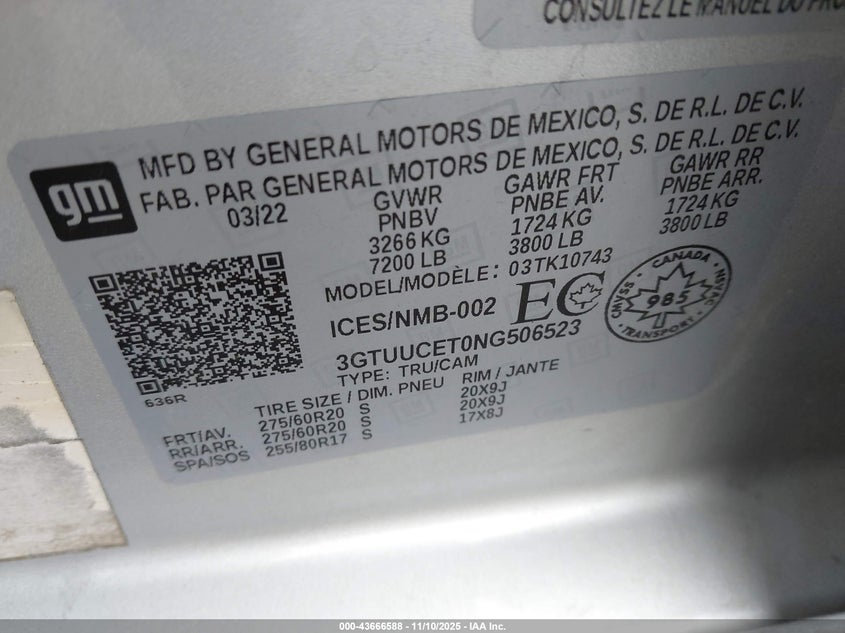 CONSULTEZ LE MANUEL DU PRO
MFD BY GENERAL MOTORS DE MEXICO, S. DE R.L. DE C.V.
FAB. PAR GENERAL MOTORS DE MEXICO, S. DE R.L. DE C.V.
gm
03/22
GVWR GAWR FRT GAWR RR
PNBV PNBE AV. PNBE ARR.
3266 KG 1724 KG 1724 KG
7200 LB 3800 LB 3800 LB
MODEL/MODÈLE: 03TK10743
ICES/NMB-002 EC
CANADA
CMVSS 985 NSVAC
TRANSPORT
3GTUUCET0NG506523
TYPE: TRU/CAM
636R
TIRE SIZE / DIM. PNEU RIM / JANTE
FRT/AV. 275/60R20 S 20X9J
RR/ARR. 275/60R20 S 20X9J
SPA/SOS 255/80R17 S 17X8J
000-43666588 - 11/10/2025 - IAA Inc.